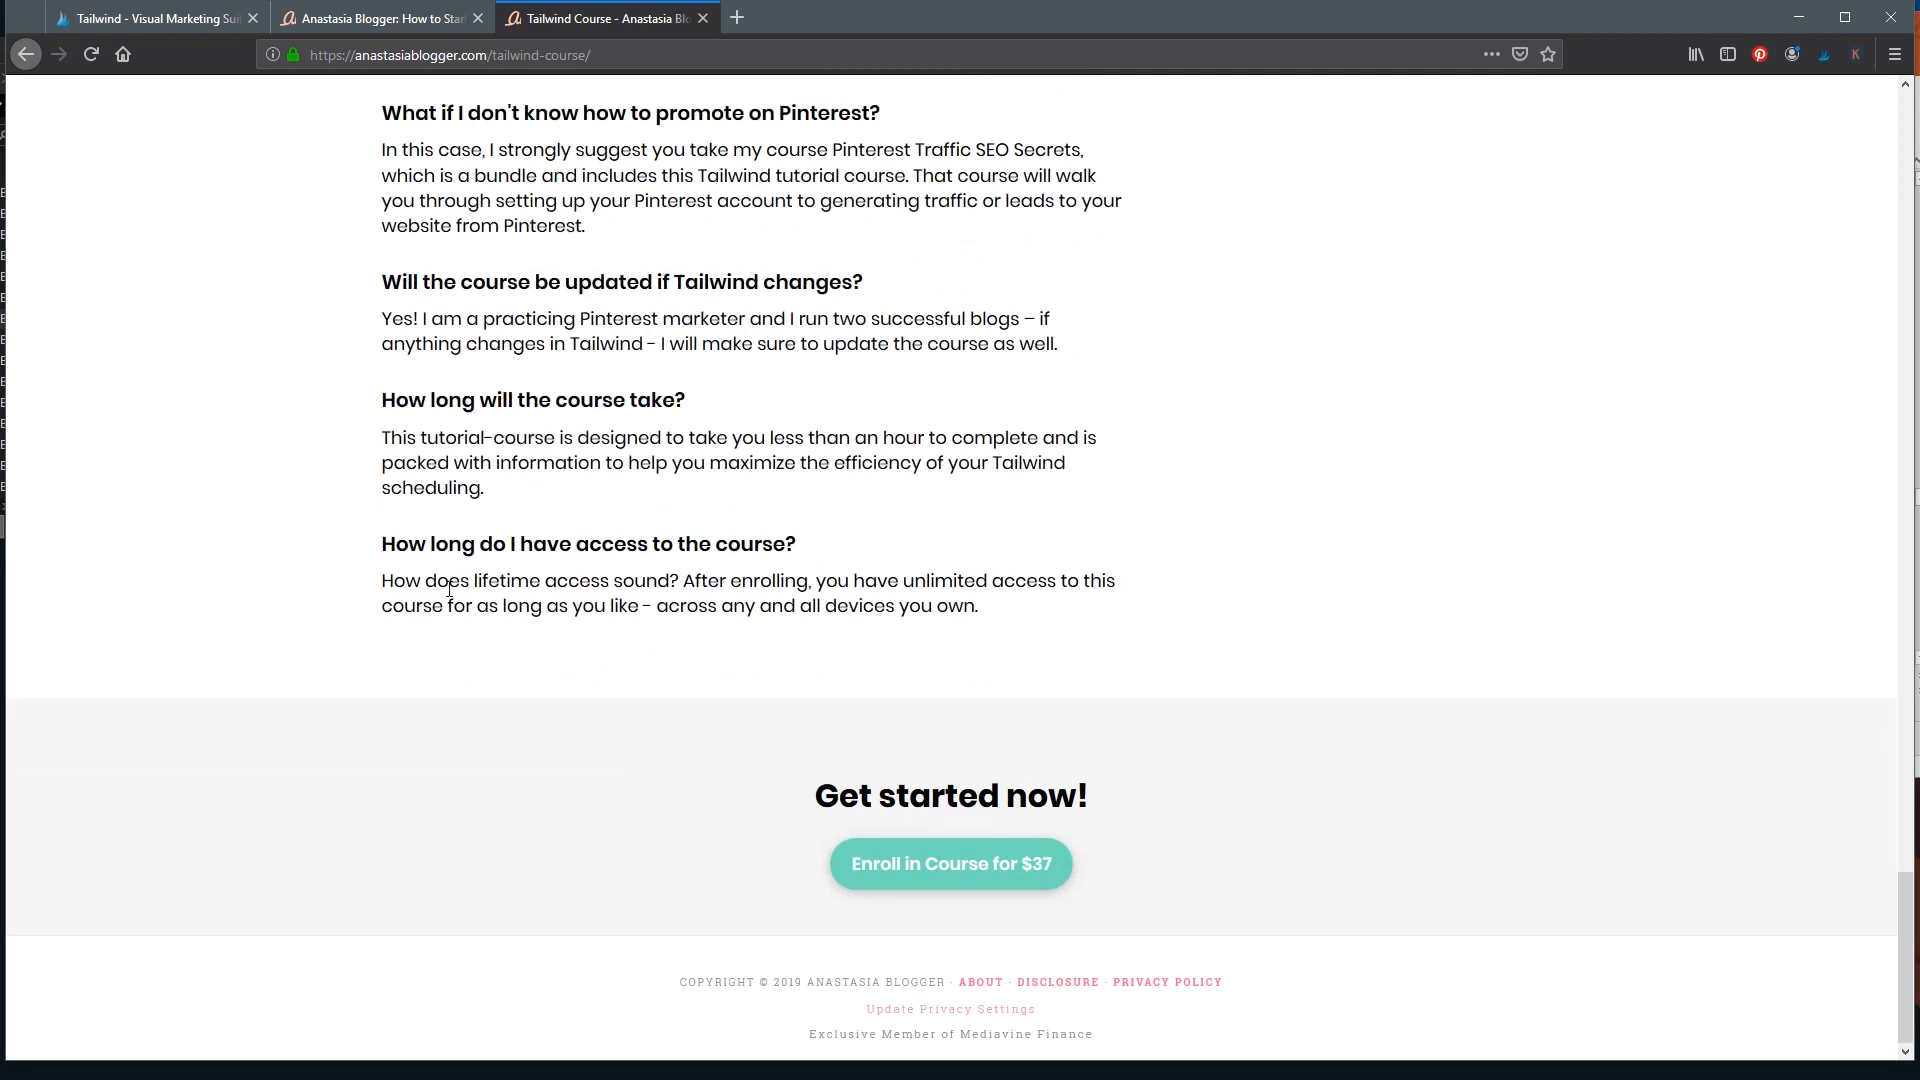 Tailwind - Visual Marketing Sui
Anastasia Blogger: How to Star
Tailwind Course - Anastasia Blo
https://anastasiablogger.com/tailwind-course/
What if I don't know how to promote on Pinterest?
In this case, I strongly suggest you take my course Pinterest Traffic SEO Secrets,
which is a bundle and includes this Tailwind tutorial course. That course will walk
you through setting up your Pinterest account to generating traffic or leads to your
website from Pinterest.
Will the course be updated if Tailwind changes?
Yes! I am a practicing Pinterest marketer and I run two successful blogs – if
anything changes in Tailwind - I will make sure to update the course as well.
How long will the course take?
This tutorial-course is designed to take you less than an hour to complete and is
packed with information to help you maximize the efficiency of your Tailwind
scheduling.
How long do I have access to the course?
How does lifetime access sound? After enrolling, you have unlimited access to this
course for as long as you like - across any and all devices you own.
Get started now!
Enroll in Course for $37
COPYRIGHT © 2019 ANASTASIA BLOGGER · ABOUT · DISCLOSURE · PRIVACY POLICY
Update Privacy Settings
Exclusive Member of Mediavine Finance